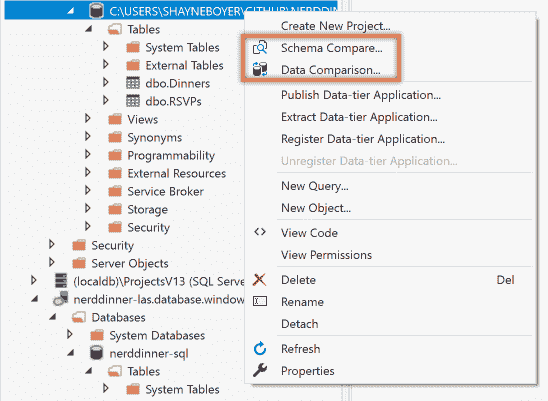 C:\USERS\SHAYNEBOYER\GITHUB\NERDDIN
Tables
System Tables
External Tables
dbo.Dinners
dbo.RSVPs
Views
Synonyms
Programmability
External Resources
Service Broker
Storage
Security
Security
Server Objects
(localdb)\ProjectsV13 (SQL Serve
nerddinner-las.database.window
Databases
System Databases
nerddinner-sql
Tables
System Tables
Create New Project...
Schema Compare...
Data Comparison...
Publish Data-tier Application...
Extract Data-tier Application...
Register Data-tier Application...
Unregister Data-tier Application...
New Query...
New Object...
View Code
View Permissions
Delete Del
Rename
Detach
Refresh
Properties